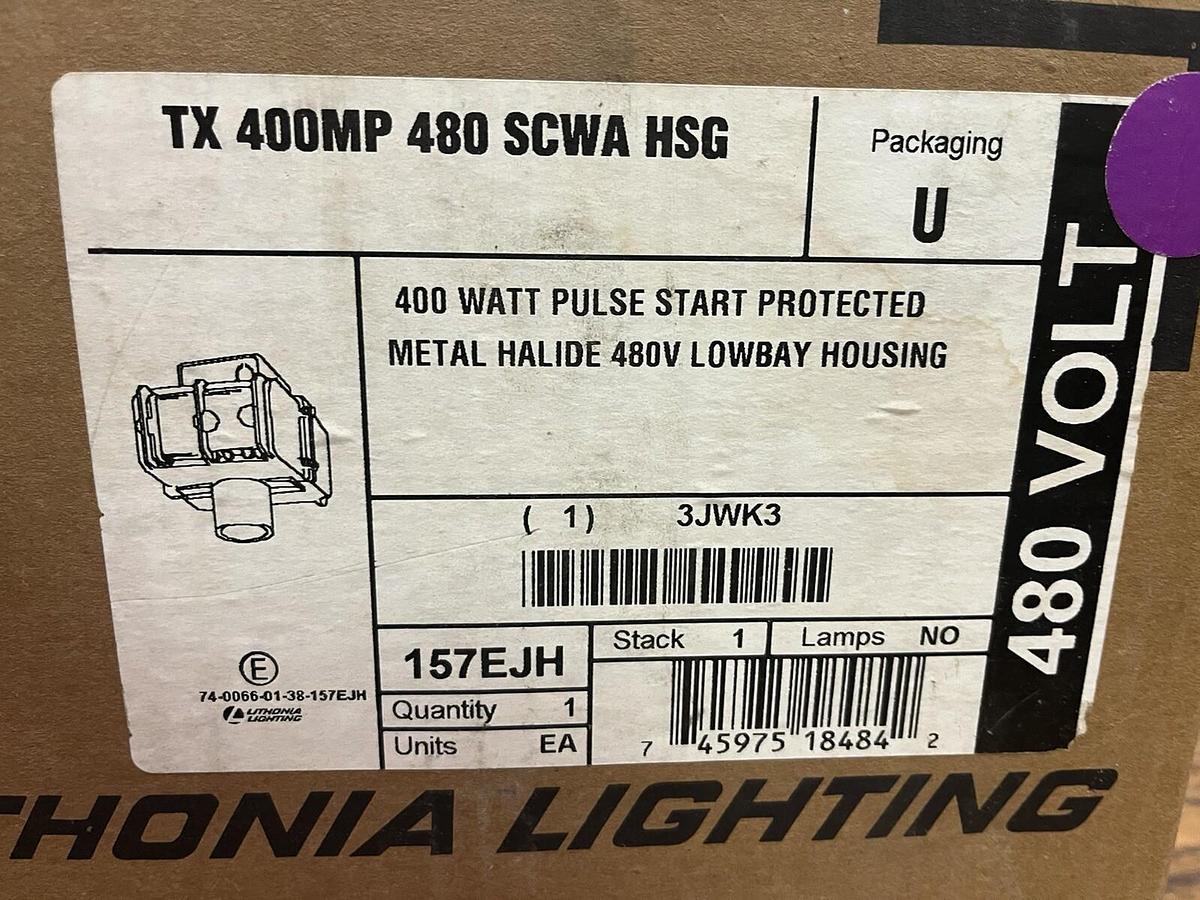 TX 400MP 480 SCWA HSG
Packaging
U
480 VOLT
400 WATT PULSE START PROTECTED
METAL HALIDE 480V LOWBAY HOUSING
( 1) 3JWK3
157EJH
Stack 1
Lamps NO
Quantity 1
Units EA
7 45975 18484 2
E
74-0066-01-38-157EJH
LITHONIA
LIGHTING
THONIA LIGHTING